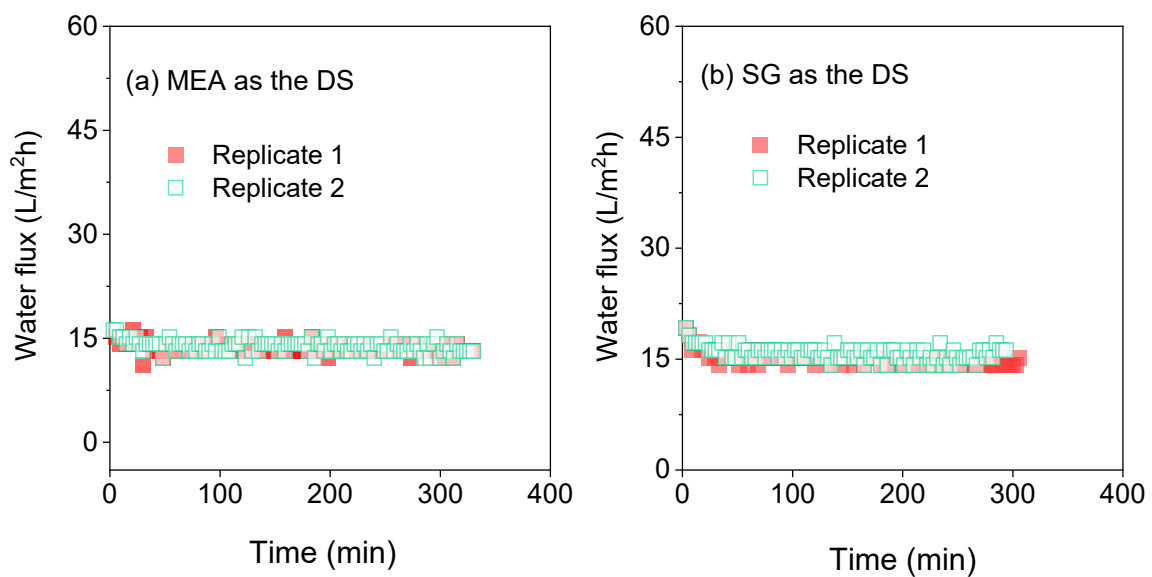 (a) MEA as the DS
Replicate 1
Replicate 2
Water flux (L/m²h)
60
45
30
15
0
0 100 200 300 400
Time (min)
(b) SG as the DS
Replicate 1
Replicate 2
Water flux (L/m²h)
60
45
30
15
0
0 100 200 300 400
Time (min)